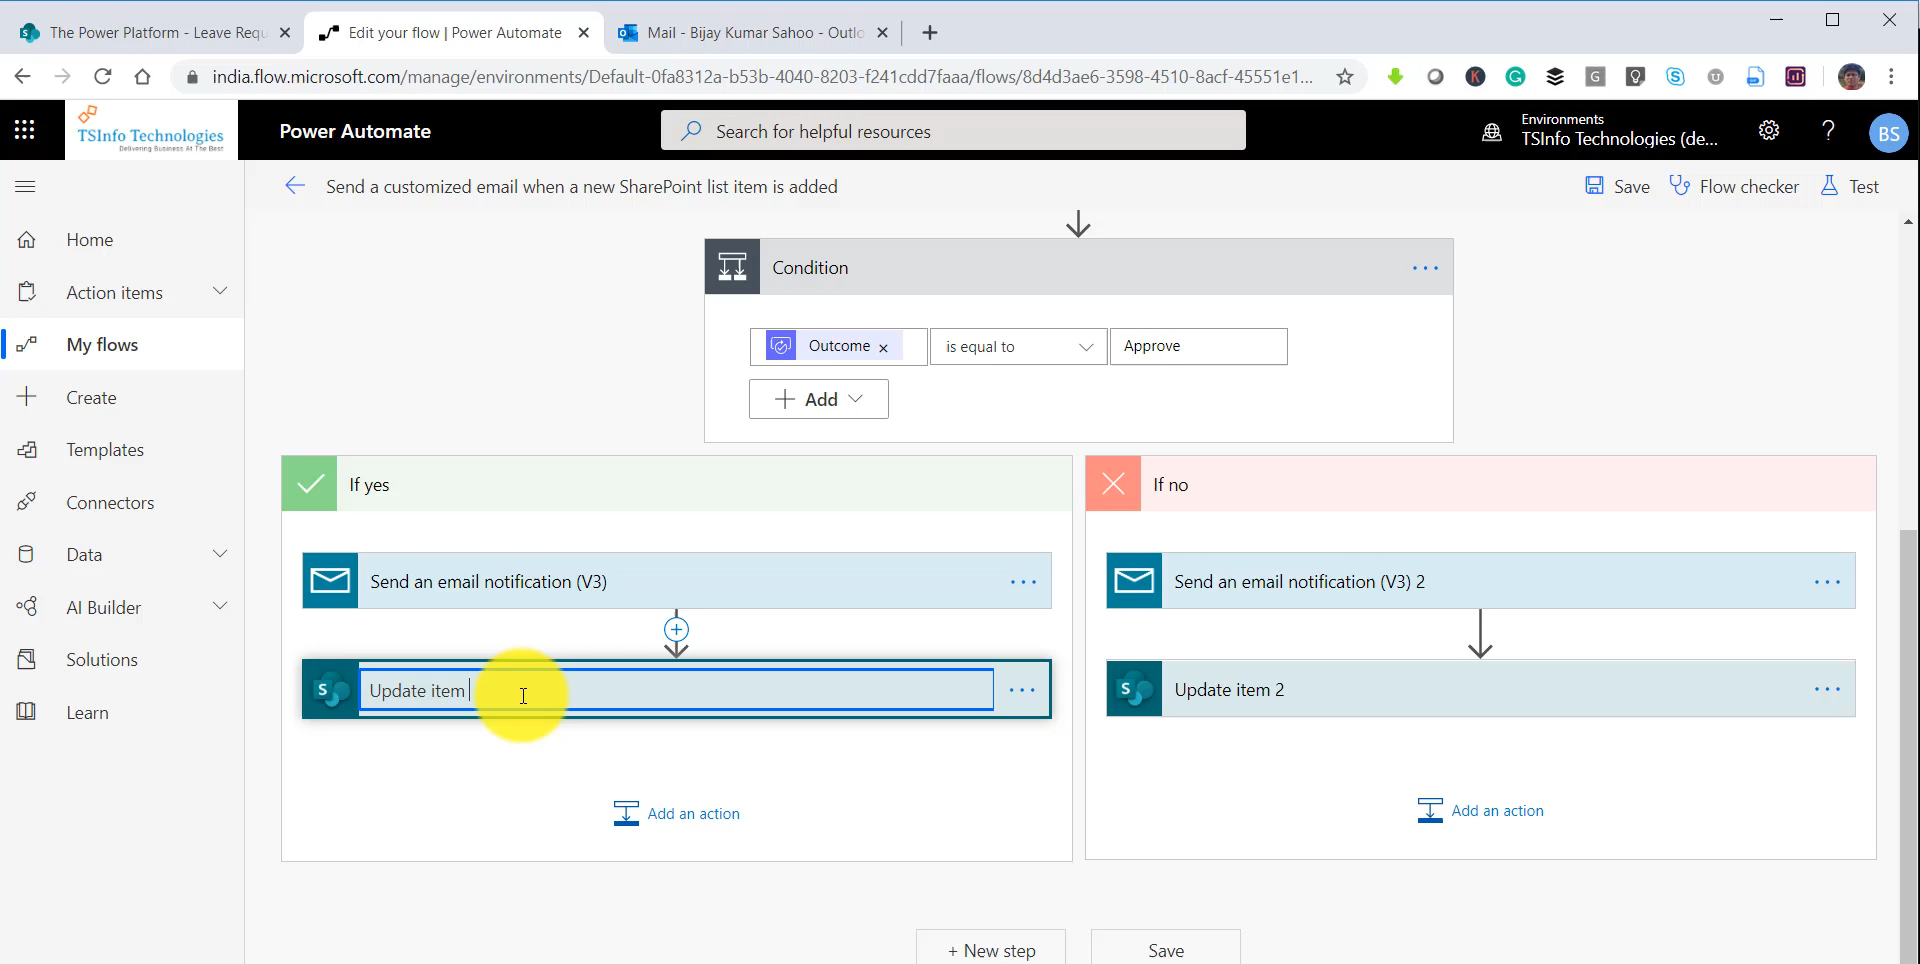 The Power Platform - Leave Requ
Edit your flow | Power Automate
Mail - Bijay Kumar Sahoo - Outlo
india.flow.microsoft.com/manage/environments/Default-0fa8312a-b53b-4040-8203-f241cdd7faaa/flows/8d4d3ae6-3598-4510-8acf-45551e1...
TSInfo Technologies
Delivering Business At The Best
Power Automate
Search for helpful resources
Environments
TSInfo Technologies (de...
BS
Send a customized email when a new SharePoint list item is added
Save
Flow checker
Test
Home
Action items
My flows
Create
Templates
Connectors
Data
AI Builder
Solutions
Learn
Condition
Outcome
is equal to
Approve
Add
If yes
Send an email notification (V3)
Update item
Add an action
If no
Send an email notification (V3) 2
Update item 2
Add an action
+ New step
Save